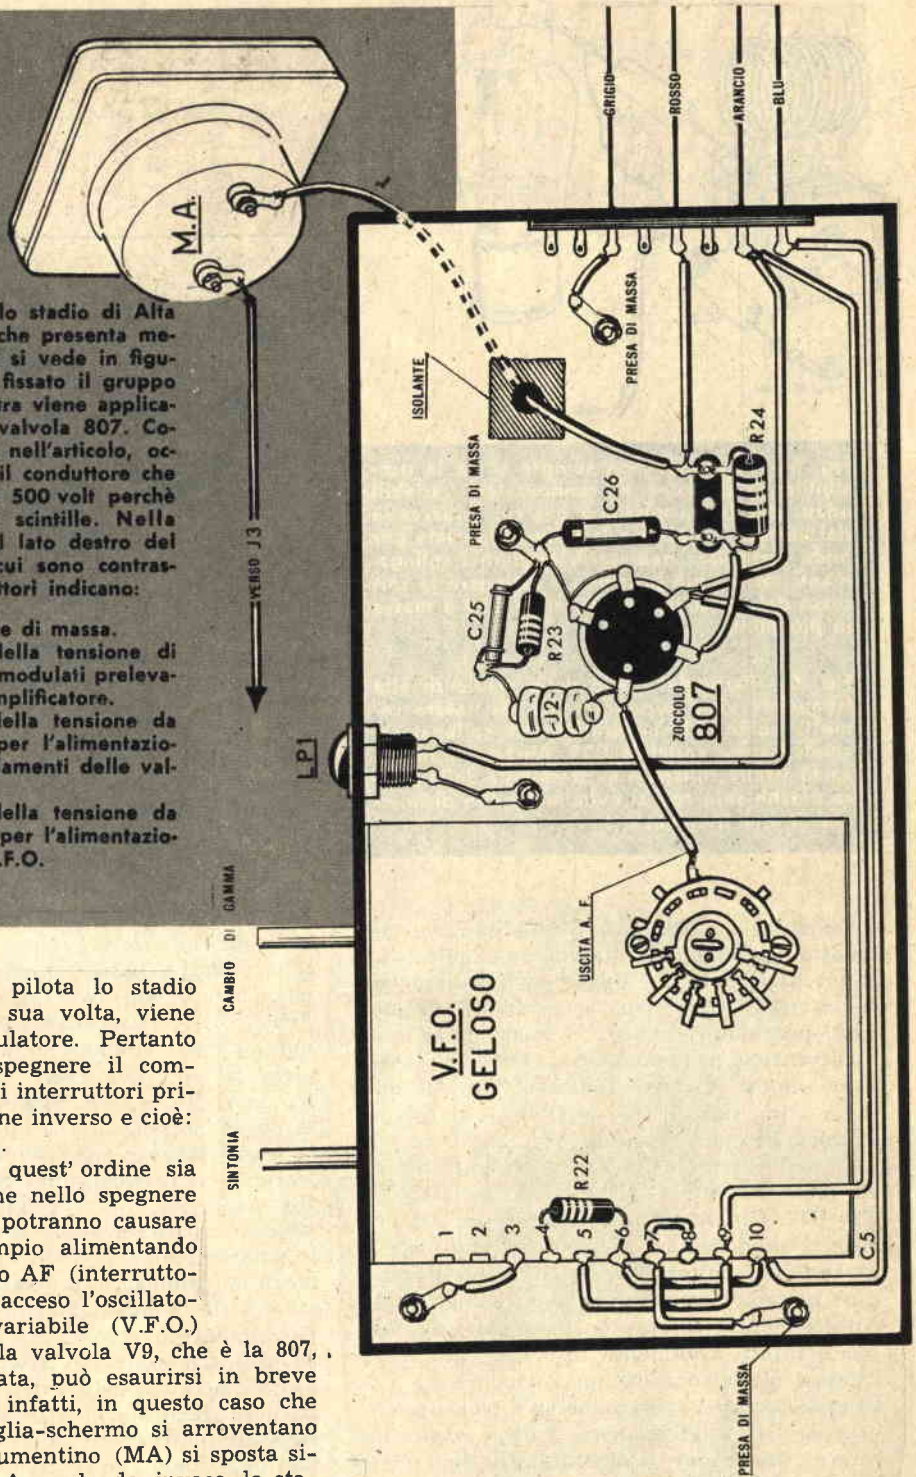 lo stadio di Alta
che presenta me-
si vede in figu-
fissato il gruppo
tra viene applica-
valvola 807. Co-
nell'articolo, oc-
il conduttore che
500 volt perchè
scintille. Nella
l lato destro del
cui sono contras-
ttori indicano:
e di massa.
della tensione di
modulati preleva-
mplificatore.
della tensione da
per l'alimentazio-
amenti delle val-
della tensione da
per l'alimentazio-
.F.O.
pilota lo stadio
sua volta, viene
ulatore. Pertanto
spegnere il com-
i interruttori pri-
ne inverso e cioè:
.
quest' ordine sia
ne nello spegnere
potranno causare
mpio alimentando
o AF (interrutto-
acceso l'oscillato-
variabile (V.F.O.)
la valvola V9, che è la 807,
ata, può esaurirsi in breve
infatti, in questo caso che
glia-schermo si arroventano
umentino (MA) si sposta si-
M.A.
VERSO J3
GRIGIO
ROSSO
ARANCIO
BLU
PRESA DI MASSA
ISOLANTE
PRESA DI MASSA
R24
C26
C25
R23
J2
ZOCCOLO
807
LP1
CAMBIO DI GAMMA
USCITA A. F.
V.F.O.
GELOSO
SINTONIA
R22
1
2
3
4
5
6
7
8
9
10
C5
PRESA DI MASSA